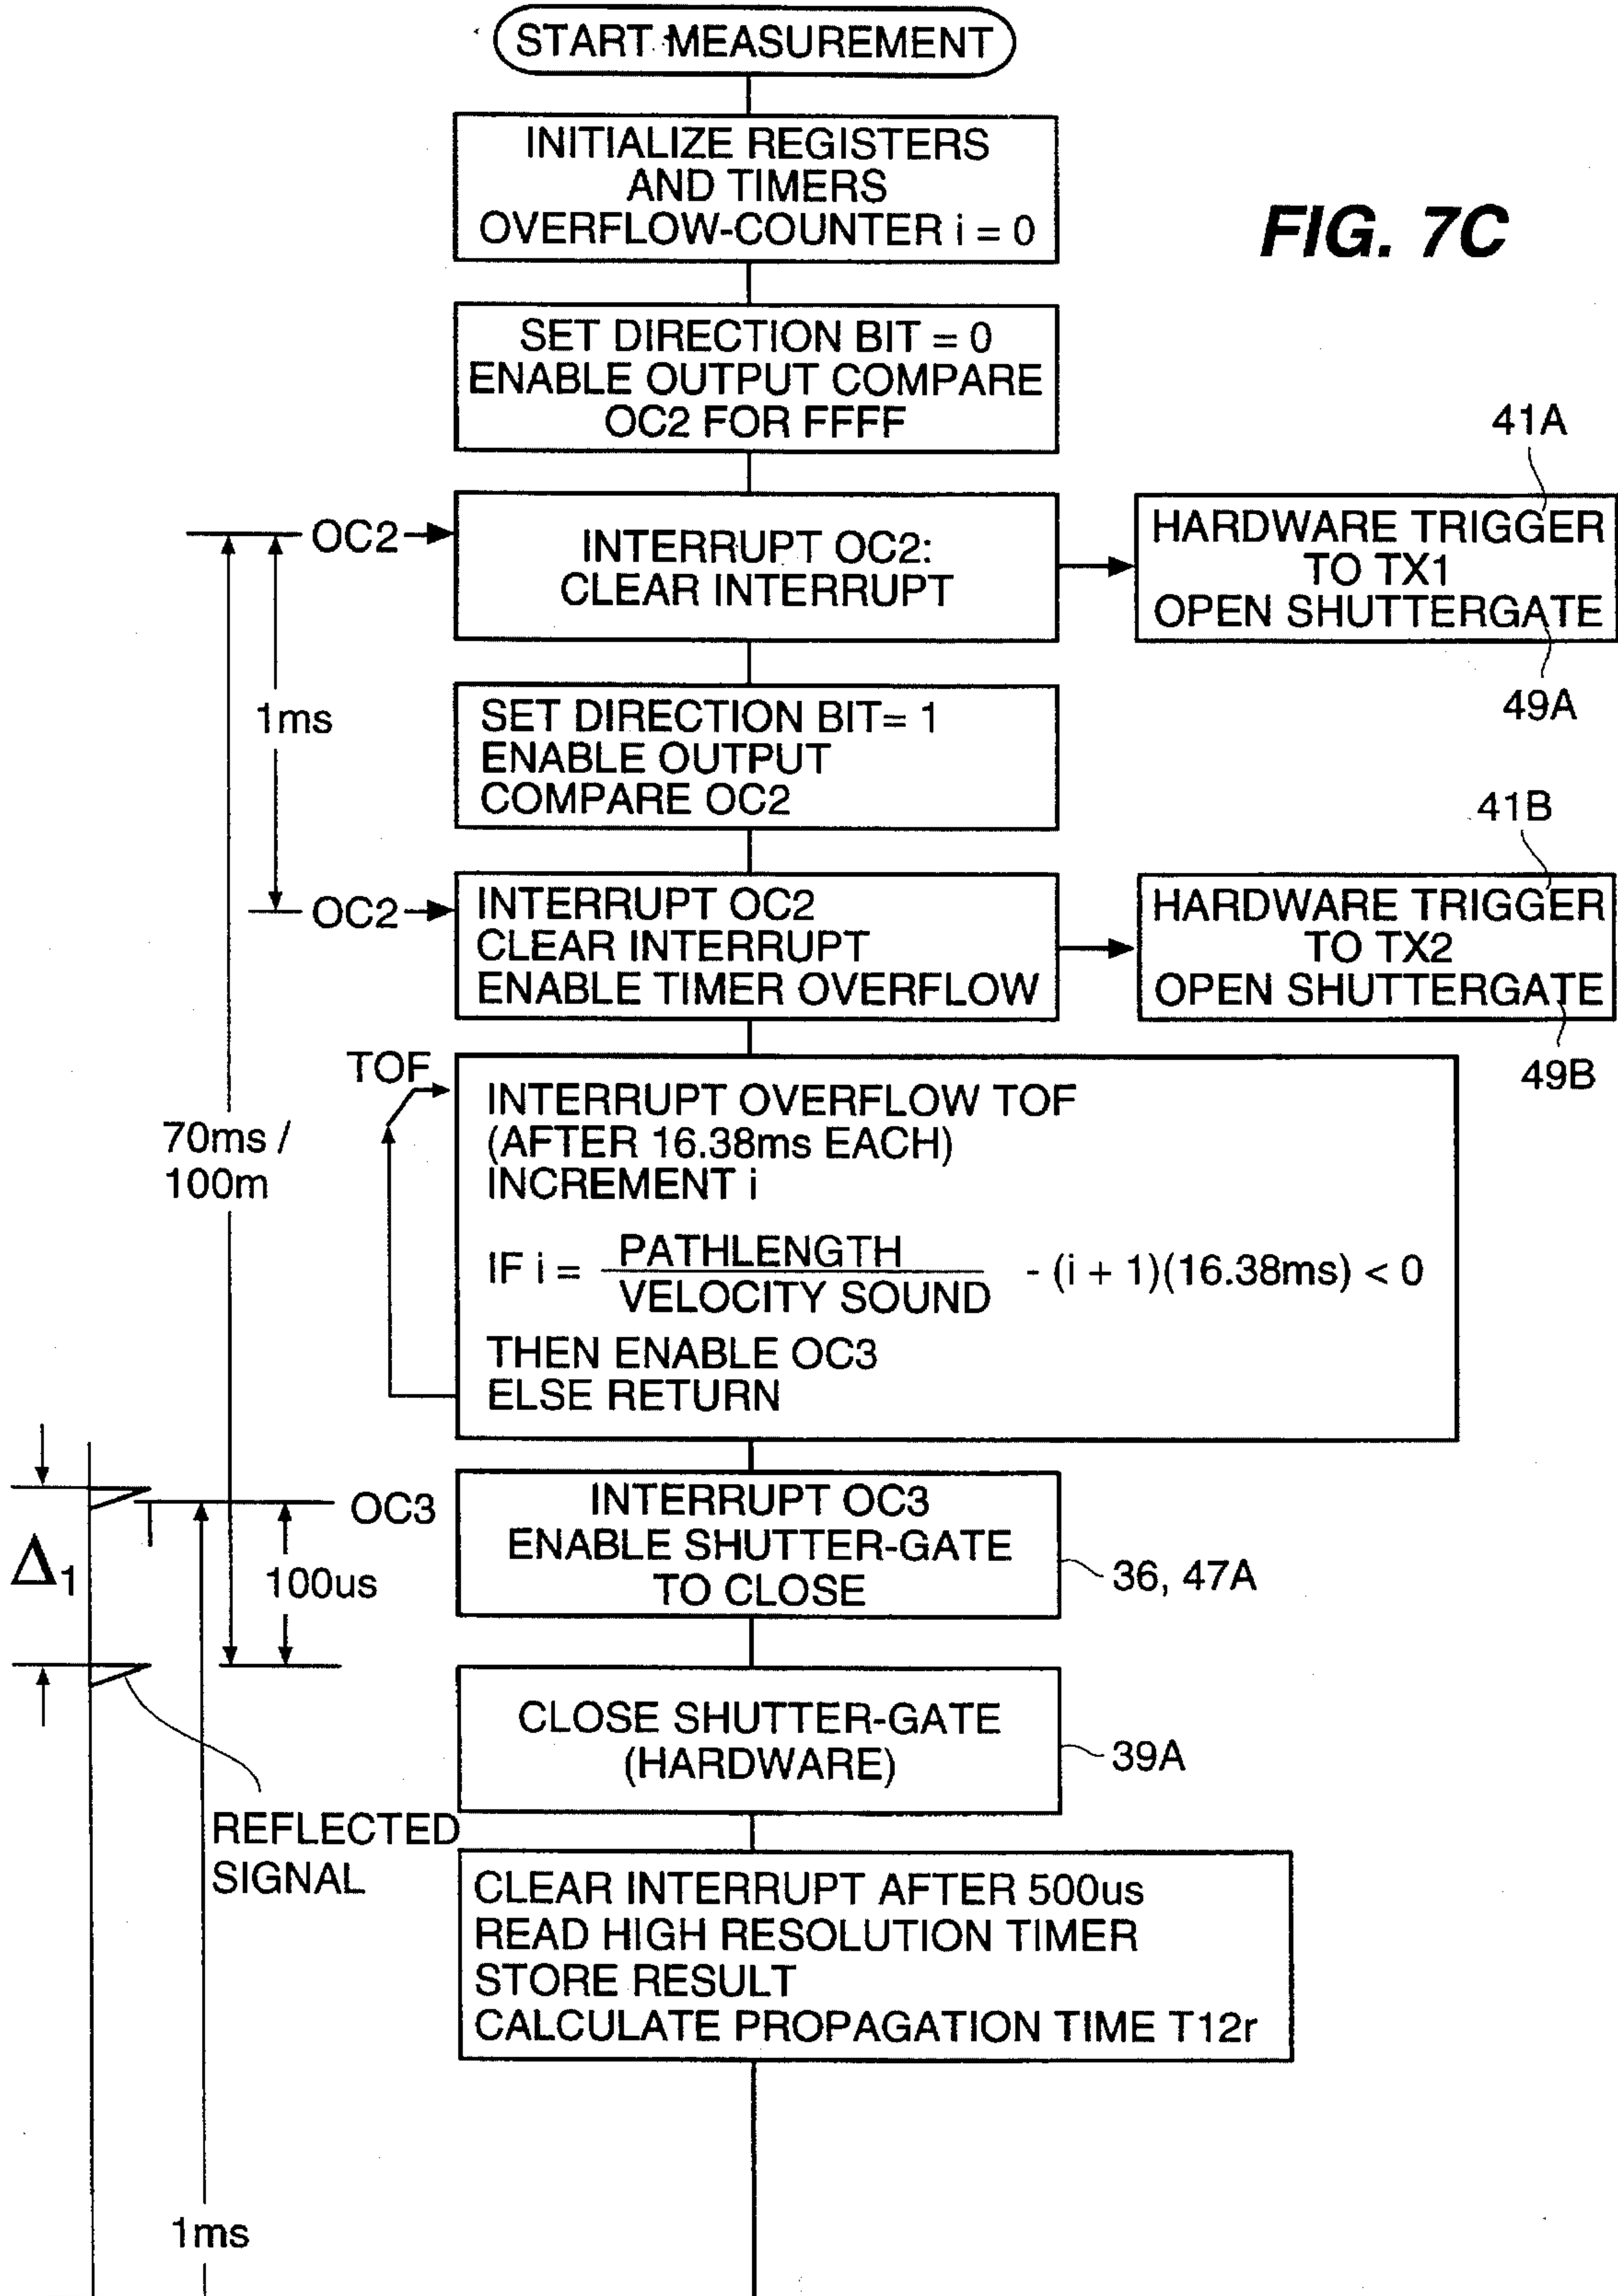 START MEASUREMENT
INITIALIZE REGISTERS
AND TIMERS
OVERFLOW-COUNTER i = 0
FIG. 7C
SET DIRECTION BIT = 0
ENABLE OUTPUT COMPARE
OC2 FOR FFFF
41A
OC2
INTERRUPT OC2:
CLEAR INTERRUPT
HARDWARE TRIGGER
TO TX1
OPEN SHUTTERGATE
49A
1ms
SET DIRECTION BIT= 1
ENABLE OUTPUT
COMPARE OC2
41B
OC2
INTERRUPT OC2
CLEAR INTERRUPT
ENABLE TIMER OVERFLOW
HARDWARE TRIGGER
TO TX2
OPEN SHUTTERGATE
49B
TOF
70ms /
100m
INTERRUPT OVERFLOW TOF
(AFTER 16.38ms EACH)
INCREMENT i
IF i = PATHLENGTH / VELOCITY SOUND - (i + 1)(16.38ms) < 0
THEN ENABLE OC3
ELSE RETURN
OC3
Δ1
100us
INTERRUPT OC3
ENABLE SHUTTER-GATE
TO CLOSE
36, 47A
CLOSE SHUTTER-GATE
(HARDWARE)
39A
REFLECTED
SIGNAL
CLEAR INTERRUPT AFTER 500us
READ HIGH RESOLUTION TIMER
STORE RESULT
CALCULATE PROPAGATION TIME T12r
1ms